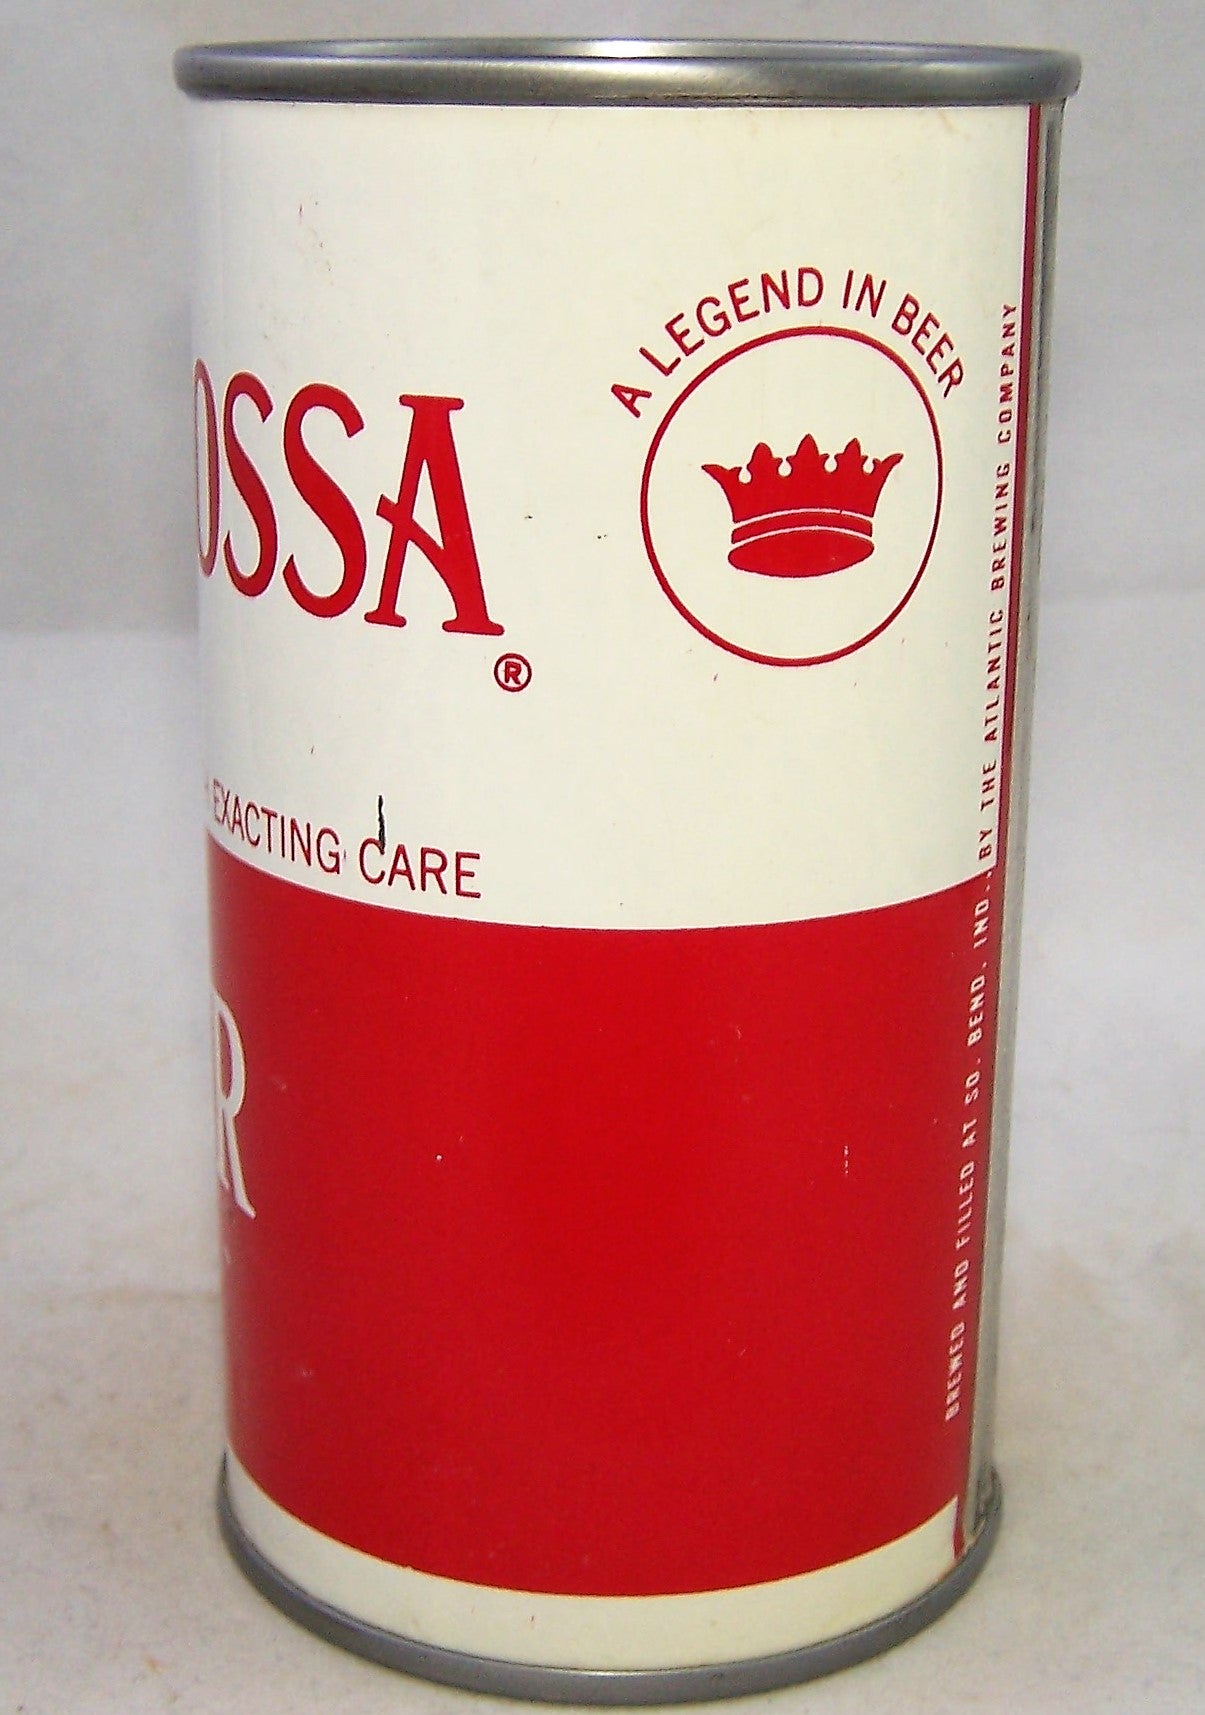 OSSA
®
EXACTING CARE
R
A LEGEND IN BEER
BREWED AND FILLED AT SO. BEND, IND... BY THE ATLANTIC BREWING COMPANY